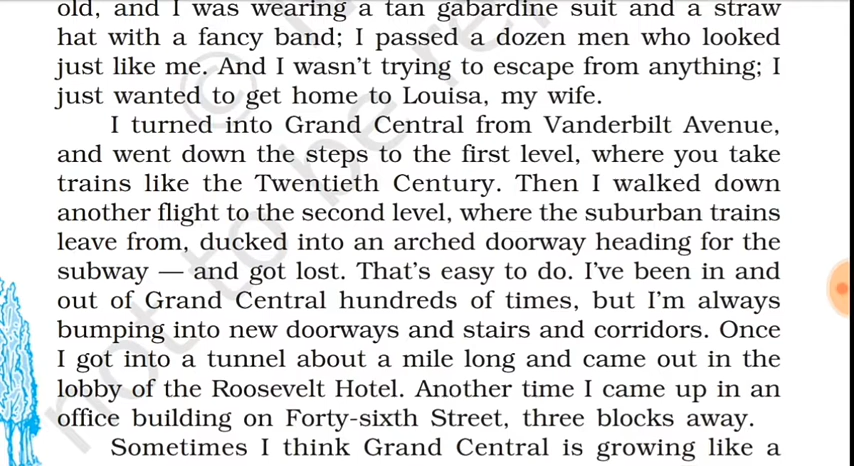 old, and I was wearing a tan gabardine suit and a straw
hat with a fancy band; I passed a dozen men who looked
just like me. And I wasn't trying to escape from anything; I
just wanted to get home to Louisa, my wife.
I turned into Grand Central from Vanderbilt Avenue,
and went down the steps to the first level, where you take
trains like the Twentieth Century. Then I walked down
another flight to the second level, where the suburban trains
leave from, ducked into an arched doorway heading for the
subway — and got lost. That's easy to do. I've been in and
out of Grand Central hundreds of times, but I'm always
bumping into new doorways and stairs and corridors. Once
I got into a tunnel about a mile long and came out in the
lobby of the Roosevelt Hotel. Another time I came up in an
office building on Forty-sixth Street, three blocks away.
Sometimes I think Grand Central is growing like a
not to be re
©